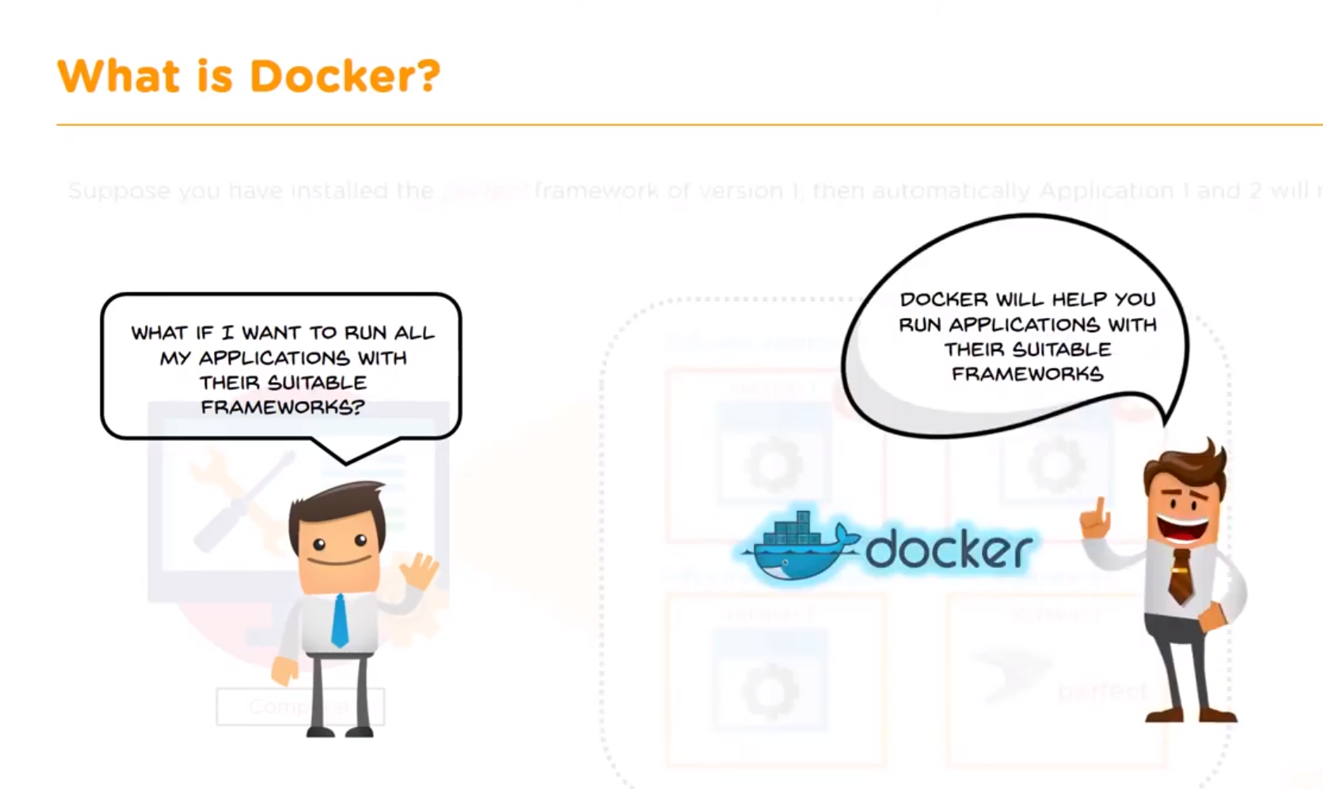 What is Docker?
Suppose you have installed the framework of version 1, then automatically Application 1 and 2 will
WHAT IF I WANT TO RUN ALL
MY APPLICATIONS WITH
THEIR SUITABLE
FRAMEWORKS?
DOCKER WILL HELP YOU
RUN APPLICATIONS WITH
THEIR SUITABLE
FRAMEWORKS
docker
perfect